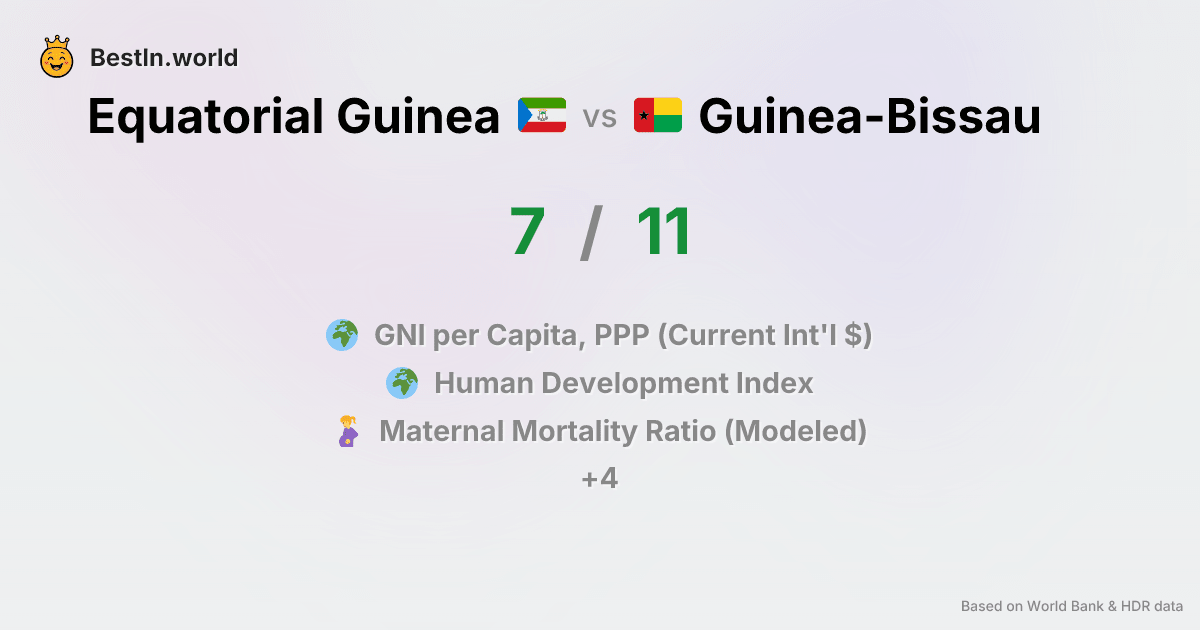 BestIn.world
Equatorial Guinea vs Guinea-Bissau
7 / 11
GNI per Capita, PPP (Current Int'l $)
Human Development Index
Maternal Mortality Ratio (Modeled)
+4
Based on World Bank & HDR data